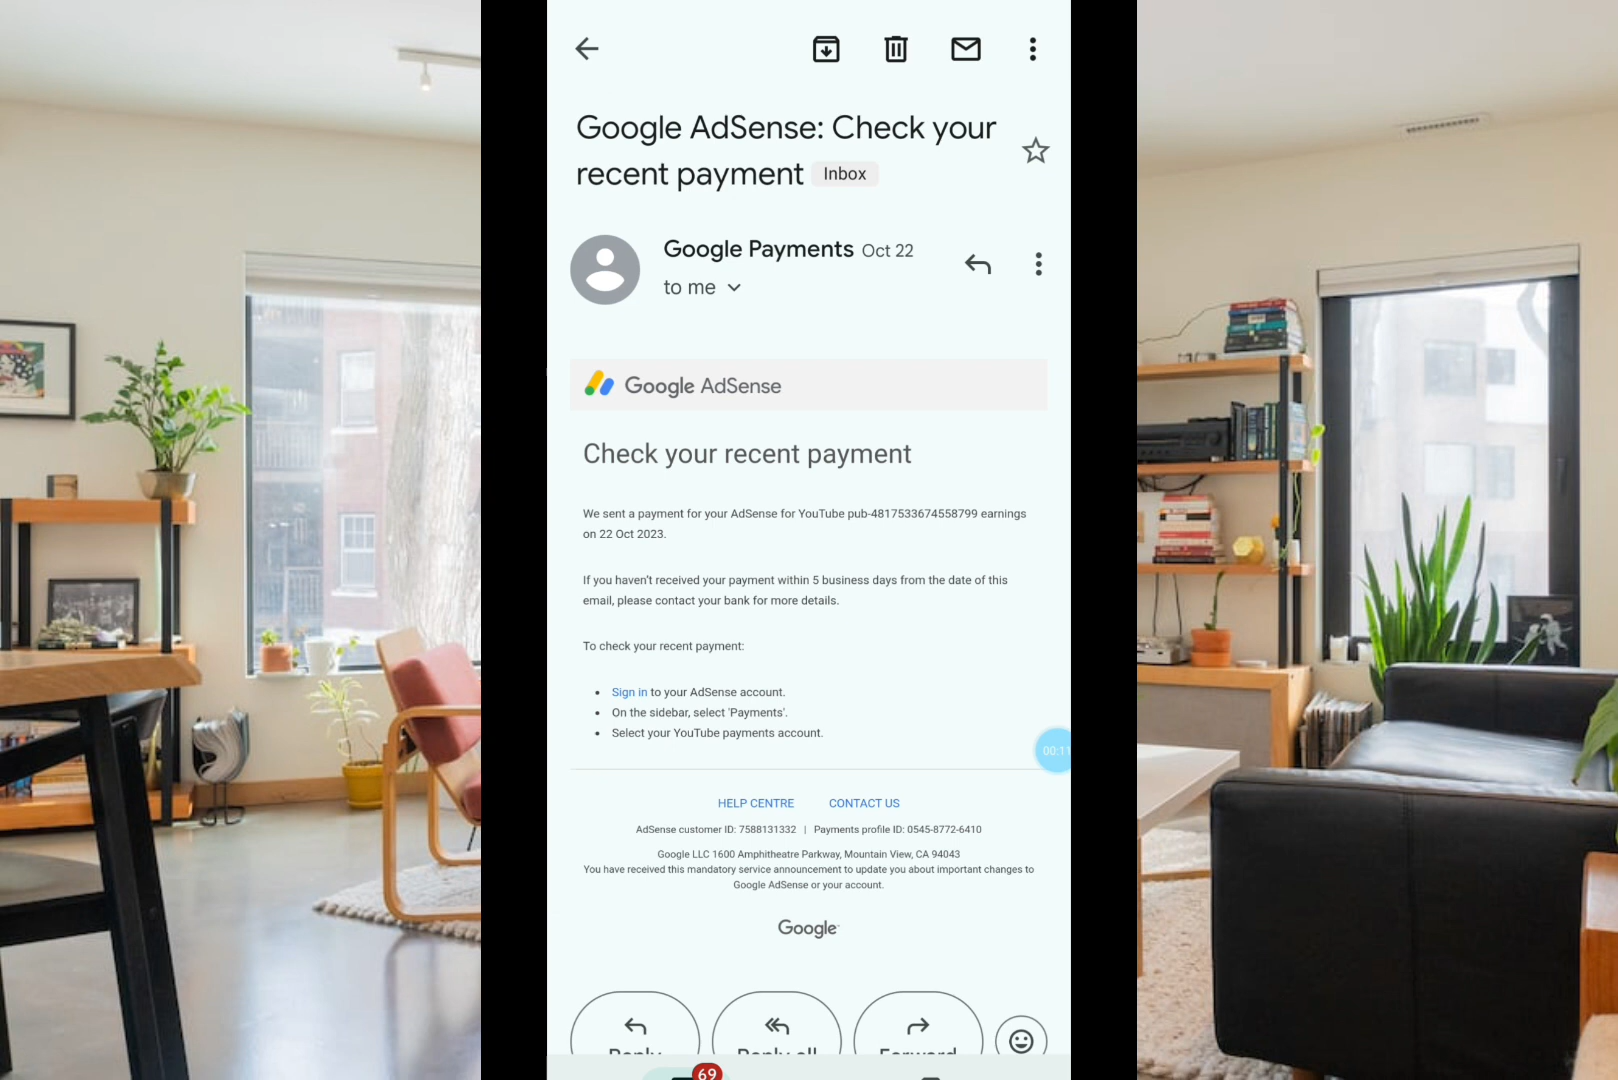 Google AdSense: Check your
recent payment Inbox
Google Payments Oct 22
to me
Google AdSense
Check your recent payment
We sent a payment for your AdSense for YouTube pub-4817533674558799 earnings
on 22 Oct 2023.
If you haven't received your payment within 5 business days from the date of this
email, please contact your bank for more details.
To check your recent payment:
• Sign in to your AdSense account.
• On the sidebar, select 'Payments'.
• Select your YouTube payments account.
00:11
HELP CENTRE CONTACT US
AdSense customer ID: 7588131332 | Payments profile ID: 0545-8772-6410
Google LLC 1600 Amphitheatre Parkway, Mountain View, CA 94043
You have received this mandatory service announcement to update you about important changes to
Google AdSense or your account.
Google
Reply Reply all Forward
69